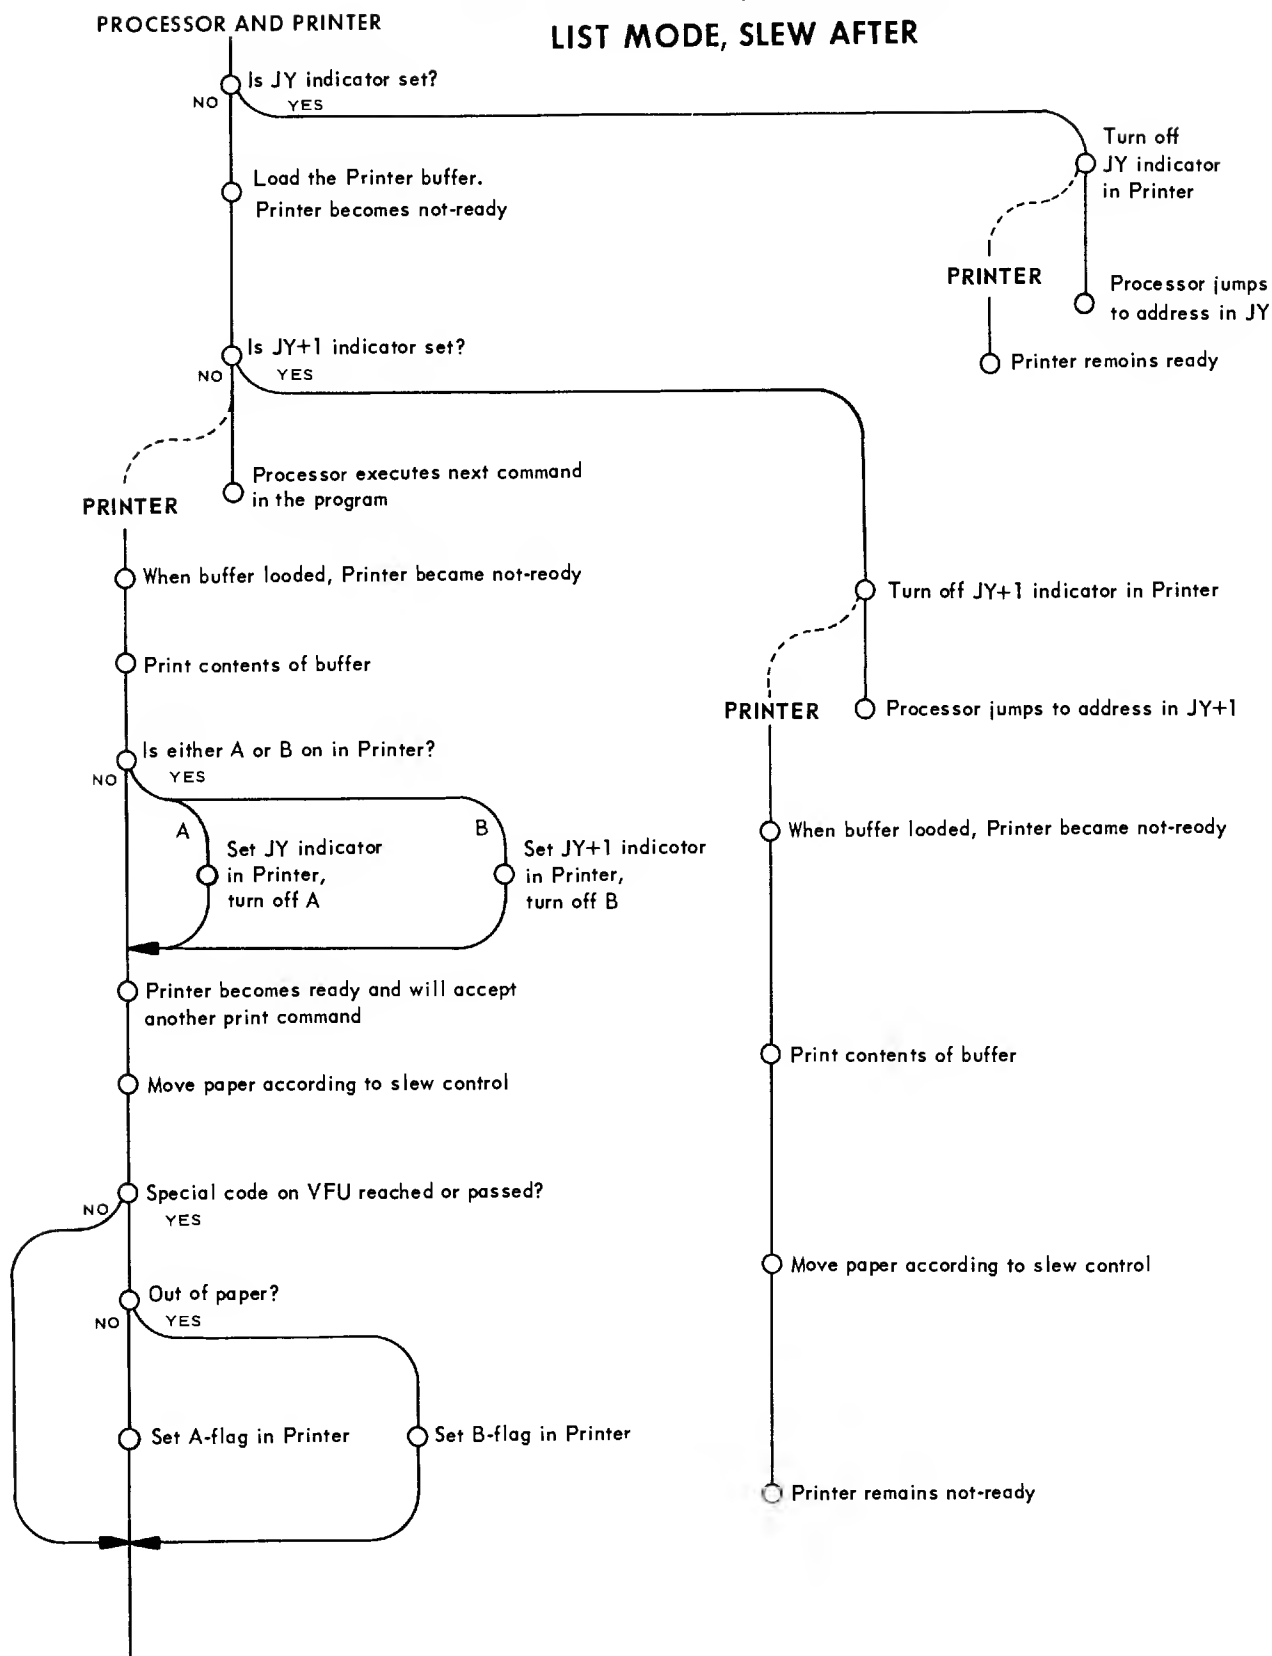 PROCESSOR AND PRINTER
LIST MODE, SLEW AFTER
Is JY indicator set?
NO
YES
Turn off
JY indicator
in Printer
Load the Printer buffer.
Printer becomes not-ready
PRINTER
Processor jumps
to address in JY
Printer remains ready
Is JY+1 indicator set?
NO
YES
Processor executes next command
in the program
PRINTER
When buffer looded, Printer became not-reody
Turn off JY+1 indicator in Printer
Print contents of buffer
PRINTER
Processor jumps to address in JY+1
Is either A or B on in Printer?
NO
YES
A
Set JY indicator
in Printer,
turn off A
B
Set JY+1 indicotor
in Printer,
turn off B
When buffer looded, Printer became not-reody
Printer becomes ready and will accept
another print command
Print contents of buffer
Move paper according to slew control
Special code on VFU reached or passed?
NO
YES
Move paper according to slew control
Out of paper?
NO
YES
Set A-flag in Printer
Set B-flag in Printer
Printer remains not-ready